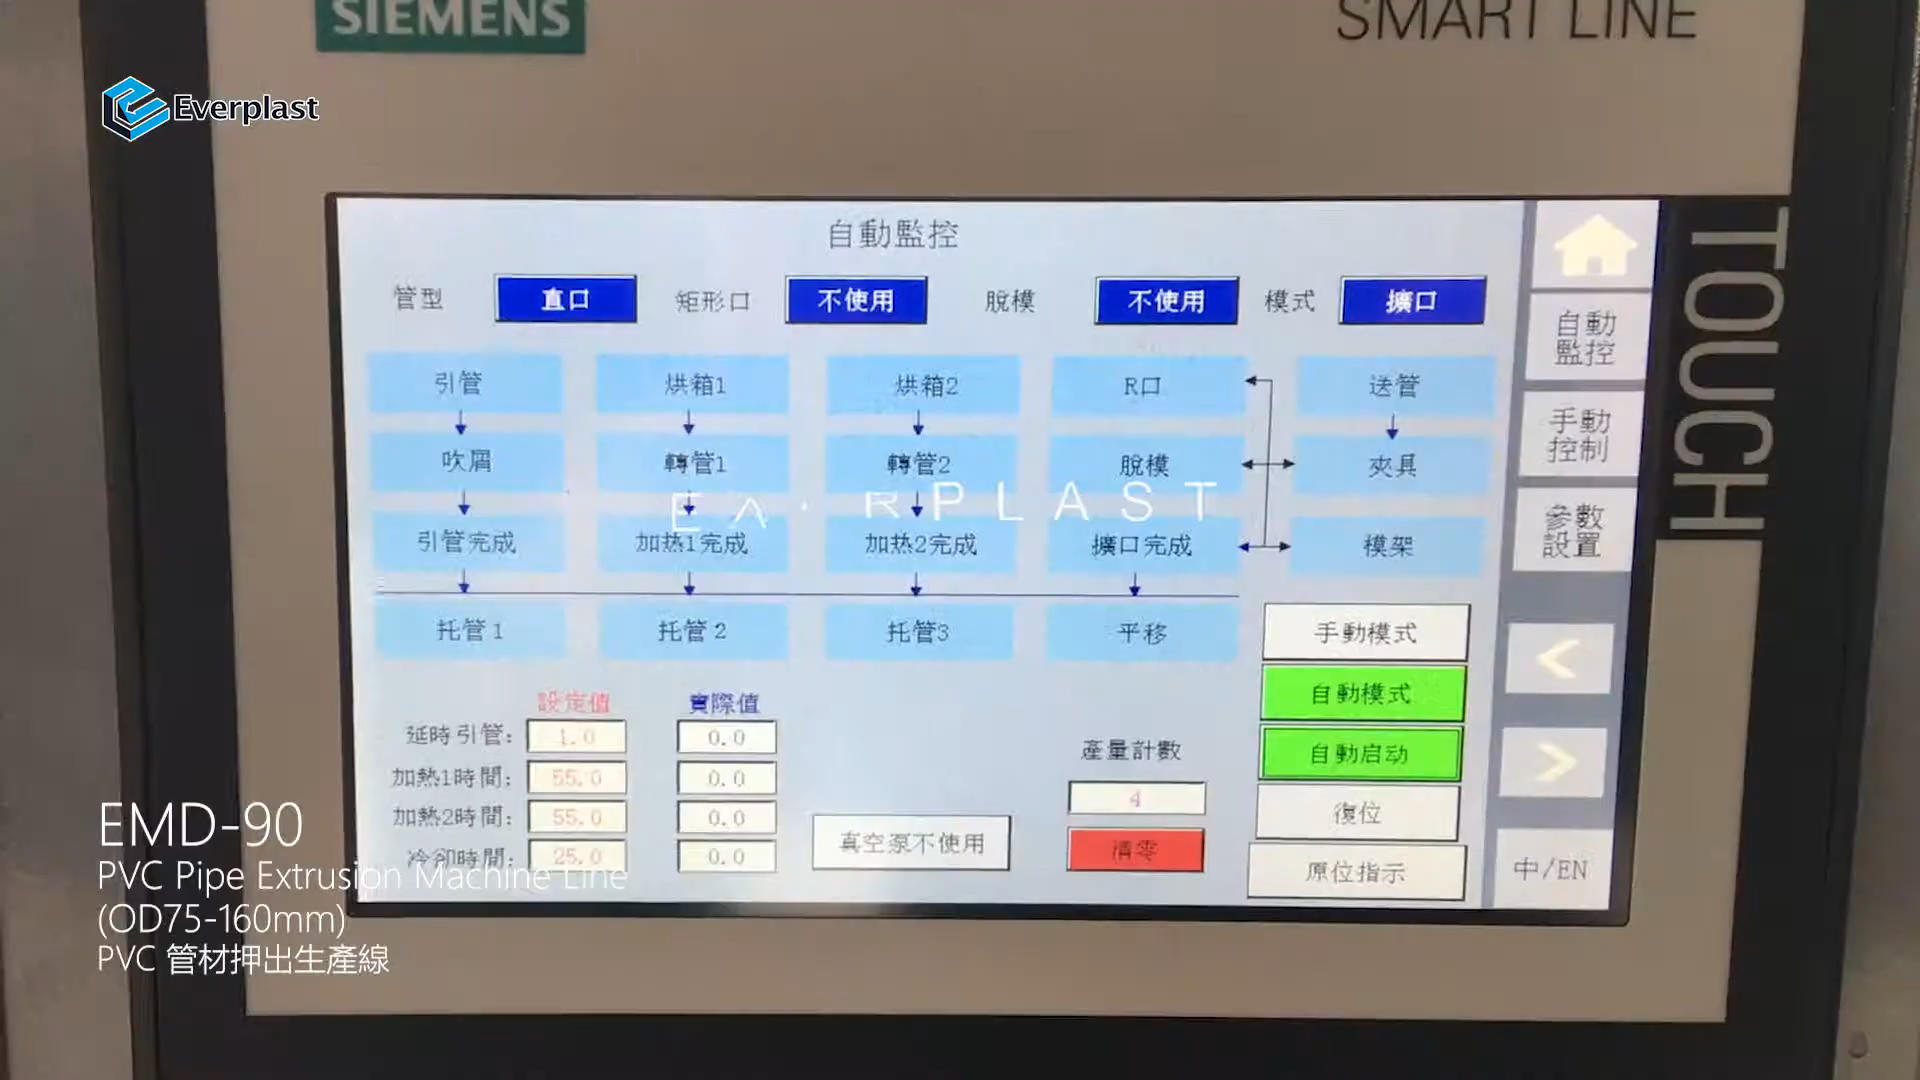 SIEMENS
SMART LINE
TOUCH
Everplast
自動監控
管型 直口 矩形口 不使用 脫模 不使用 模式 擴口
引管 烘箱1 烘箱2 R口 送管
吹屑 轉管1 轉管2 脫模 夾具
引管完成 加热1完成 加热2完成 擴口完成 模架
托管1 托管2 托管3 平移
設定值 實際值
延時引管: 1.0 0.0
加熱1時間: 55.0 0.0
加熱2時間: 55.0 0.0
冷卻時間: 25.0 0.0
真空泵不使用
產量計數
4
清零
手動模式
自動模式
自動启动
復位
原位指示
自動
監控
手動
控制
參數
設置
<
>
中/EN
RPLAST
EMD-90
PVC Pipe Extrusion Machine Line
(OD75-160mm)
PVC 管材押出生產線